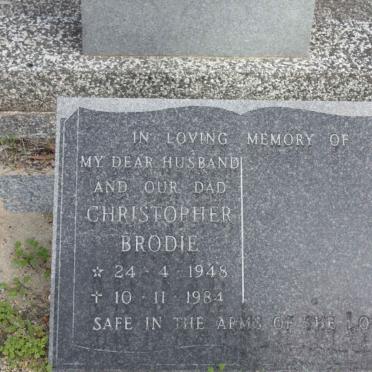 IN LOVING MEMORY OF
MY DEAR HUSBAND
AND OUR DAD
CHRISTOPHER
BRODIE
☆ 24 - 4 - 1948
✝ 10 - 11 - 1984
SAFE IN THE ARMS OF THE LO